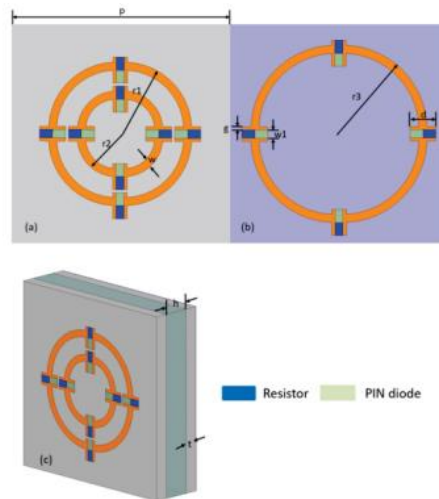 p
r1
r2
w
(a)
r3
g
w1
d
(b)
h
t
(c)
Resistor
PIN diode